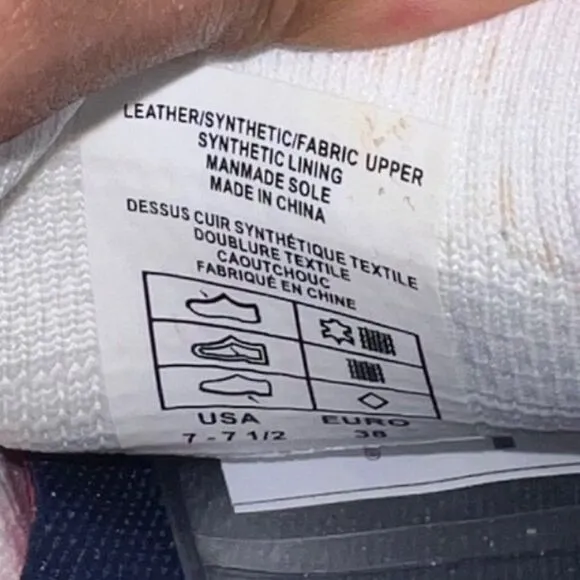 LEATHER/SYNTHETIC/FABRIC UPPER
SYNTHETIC LINING
MANMADE SOLE
MADE IN CHINA
DESSUS CUIR SYNTHÉTIQUE TEXTILE
DOUBLURE TEXTILE
CAOUTCHOUC
FABRIQUÉ EN CHINE
USA EURO
7 - 7 1/2 38